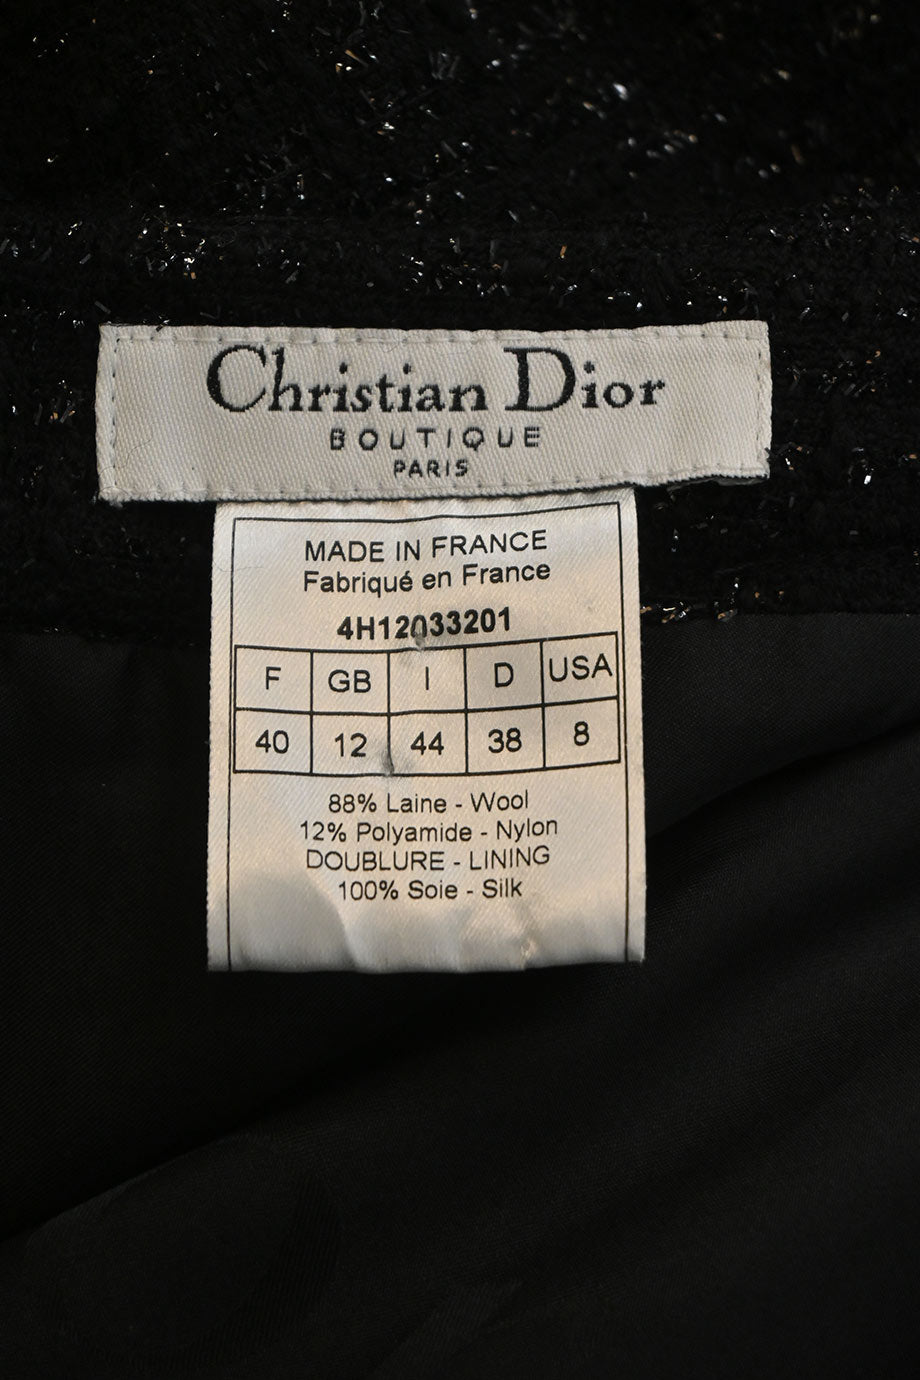 Christian Dior
BOUTIQUE
PARIS
MADE IN FRANCE
Fabriqué en France
4H12033201
F GB I D USA
40 12 44 38 8
88% Laine - Wool
12% Polyamide - Nylon
DOUBLURE - LINING
100% Soie - Silk